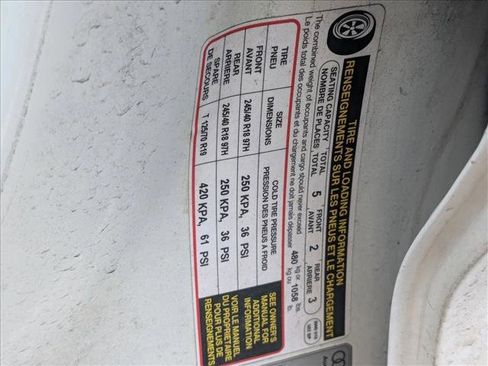 TIRE AND LOADING INFORMATION
RENSEIGNEMENTS SUR LES PNEUS ET LE CHARGEMENT
SEATING CAPACITY TOTAL 5 FRONT 2 REAR 3
NOMBRE DE PLACES TOTAL AVANT ARRIERE
The combined weight of occupants and cargo should never exceed 480 kg or 1058 lbs.
Le poids total des occupants et du chargement ne doit jamais dépasser kg ou lbs.
TIRE SIZE COLD TIRE PRESSURE
PNEU DIMENSIONS PRESSION DES PNEUS À FROID
FRONT 245/40 R18 97H 250 KPA, 36 PSI
AVANT
REAR 245/40 R18 97H 250 KPA, 36 PSI
ARRIERE
SPARE T 125/70 R19 420 KPA, 61 PSI
DE SECOURS
SEE OWNER'S
MANUAL FOR
ADDITIONAL
INFORMATION
VOIR LE MANUEL
DU PROPRIÉTAIRE
POUR PLUS DE
RENSEIGNEMENTS